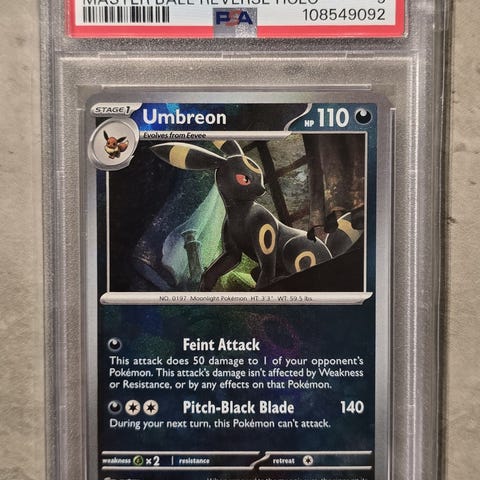 MASTER BALL REVERSE HOLO 9
PSA 108549092
STAGE 1 Umbreon HP 110
Evolves from Eevee
NO. 0197 Moonlight Pokémon HT: 3'3" WT: 59.5 lbs.
Feint Attack
This attack does 50 damage to 1 of your opponent's
Pokémon. This attack's damage isn't affected by Weakness
or Resistance, or by any effects on that Pokémon.
Pitch-Black Blade 140
During your next turn, this Pokémon can't attack.
weakness ×2 resistance retreat